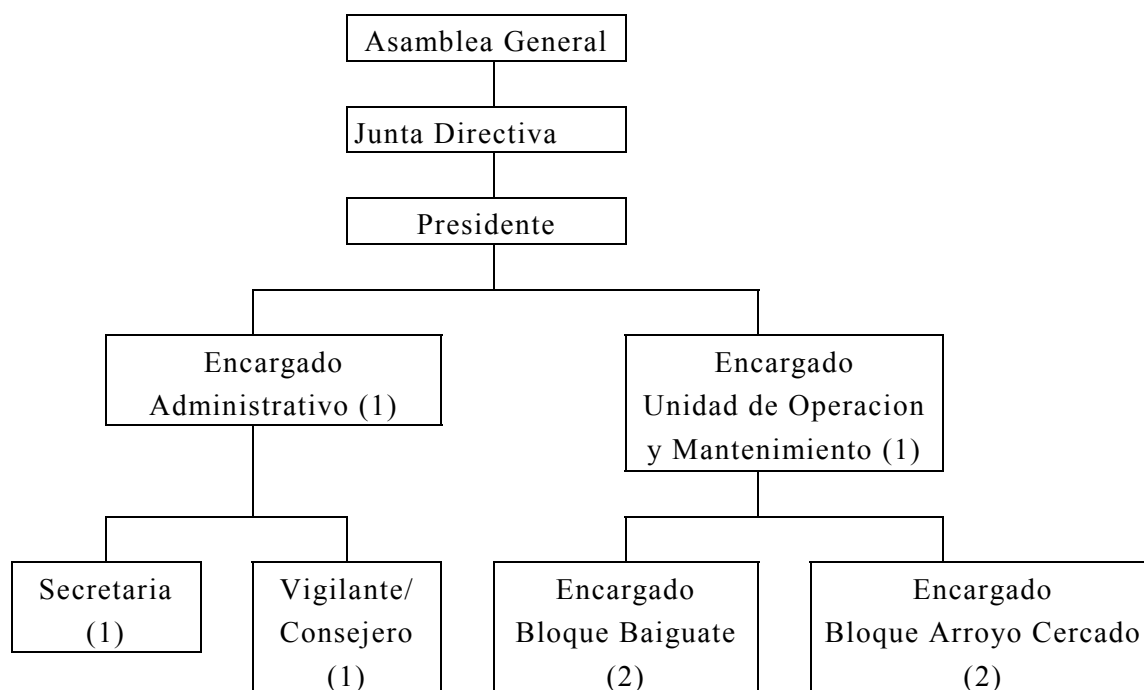 Asamblea General
Junta Directiva
Presidente
Encargado
Administrativo (1)
Encargado
Unidad de Operacion
y Mantenimiento (1)
Secretaria
(1)
Vigilante/
Consejero
(1)
Encargado
Bloque Baiguate
(2)
Encargado
Bloque Arroyo Cercado
(2)